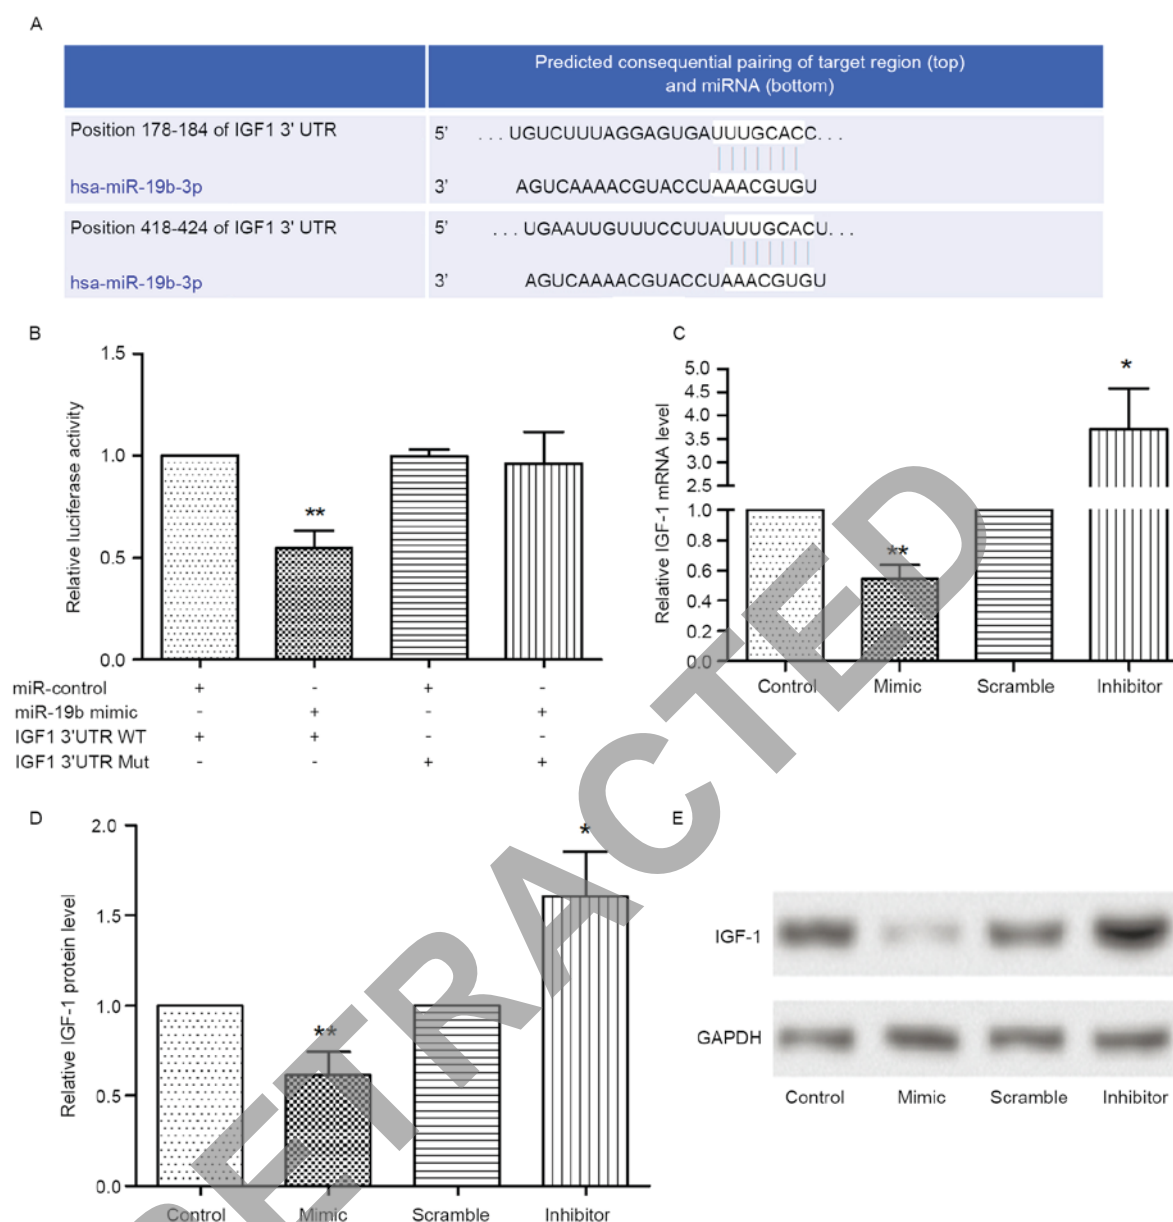 A
Predicted consequential pairing of target region (top)
and miRNA (bottom)
Position 178-184 of IGF1 3' UTR 5' ...UGUCUUUAGGAGUGAUUUGCACC...
hsa-miR-19b-3p 3' AGUCAAAACGUACCUAAACGUGU
Position 418-424 of IGF1 3' UTR 5' ...UGAAUUGUUUCCUUAUUUGCACU...
hsa-miR-19b-3p 3' AGUCAAAACGUACCUAAACGUGU
B
Relative luciferase activity
1.5
1.0
0.5
0.0
**
miR-control + - + -
miR-19b mimic - + - +
IGF1 3'UTR WT + + - -
IGF1 3'UTR Mut - - + +
C
Relative IGF-1 mRNA level
5.0
4.5
4.0
3.5
3.0
2.5
1.0
0.8
0.6
0.4
0.2
0.0
**
*
Control Mimic Scramble Inhibitor
D
Relative IGF-1 protein level
2.0
1.5
1.0
0.5
0.0
**
*
Control Mimic Scramble Inhibitor
E
IGF-1
GAPDH
Control Mimic Scramble Inhibitor
RETRACTED